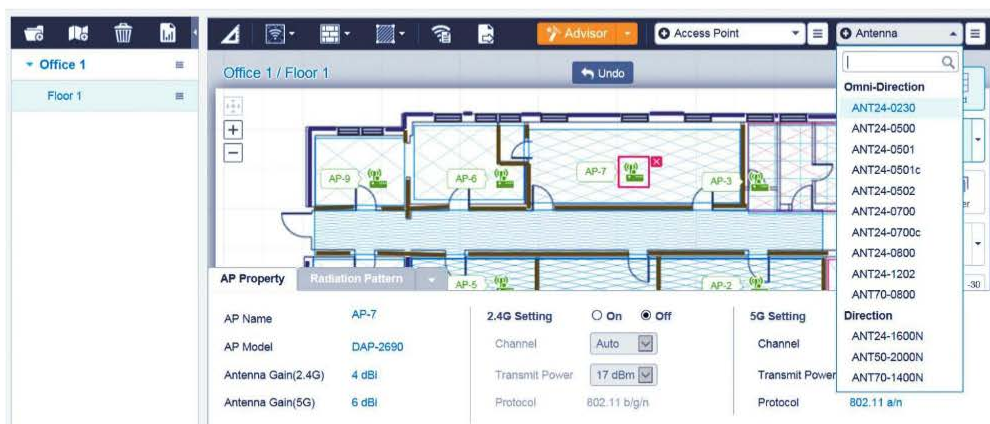 Advisor
Access Point
Antenna
Office 1
Floor 1
Office 1 / Floor 1
Undo
AP-9
AP-6
AP-7
AP-3
AP-5
AP-2
-30
Omni-Direction
ANT24-0230
ANT24-0500
ANT24-0501
ANT24-0501c
ANT24-0502
ANT24-0700
ANT24-0700c
ANT24-0800
ANT24-1202
ANT70-0800
Direction
ANT24-1600N
ANT50-2000N
ANT70-1400N
AP Property
Radiation Pattern
AP Name AP-7
AP Model DAP-2690
Antenna Gain(2.4G) 4 dBi
Antenna Gain(5G) 6 dBi
2.4G Setting On Off
Channel Auto
Transmit Power 17 dBm
Protocol 802.11 b/g/n
5G Setting
Channel
Transmit Power
Protocol 802.11 a/n